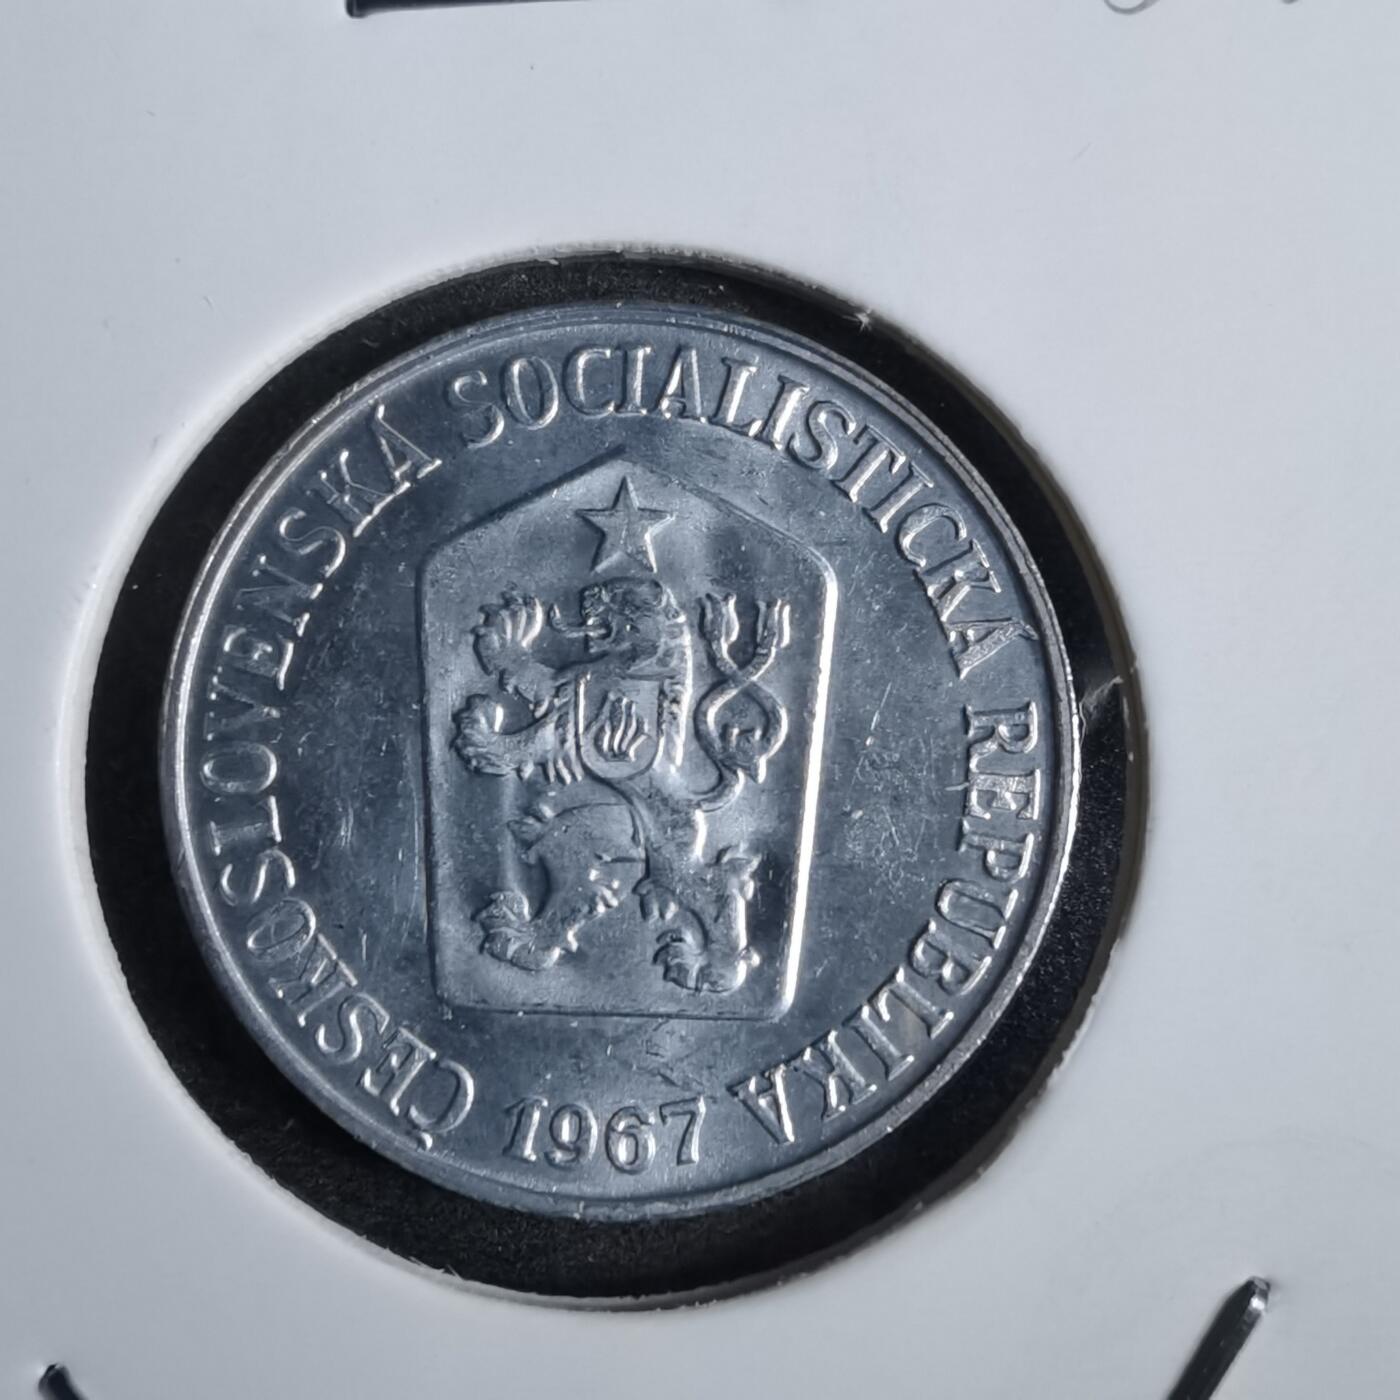 ČESKOSLOVENSKÁ SOCIALISTICKÁ REPUBLIKA
1967